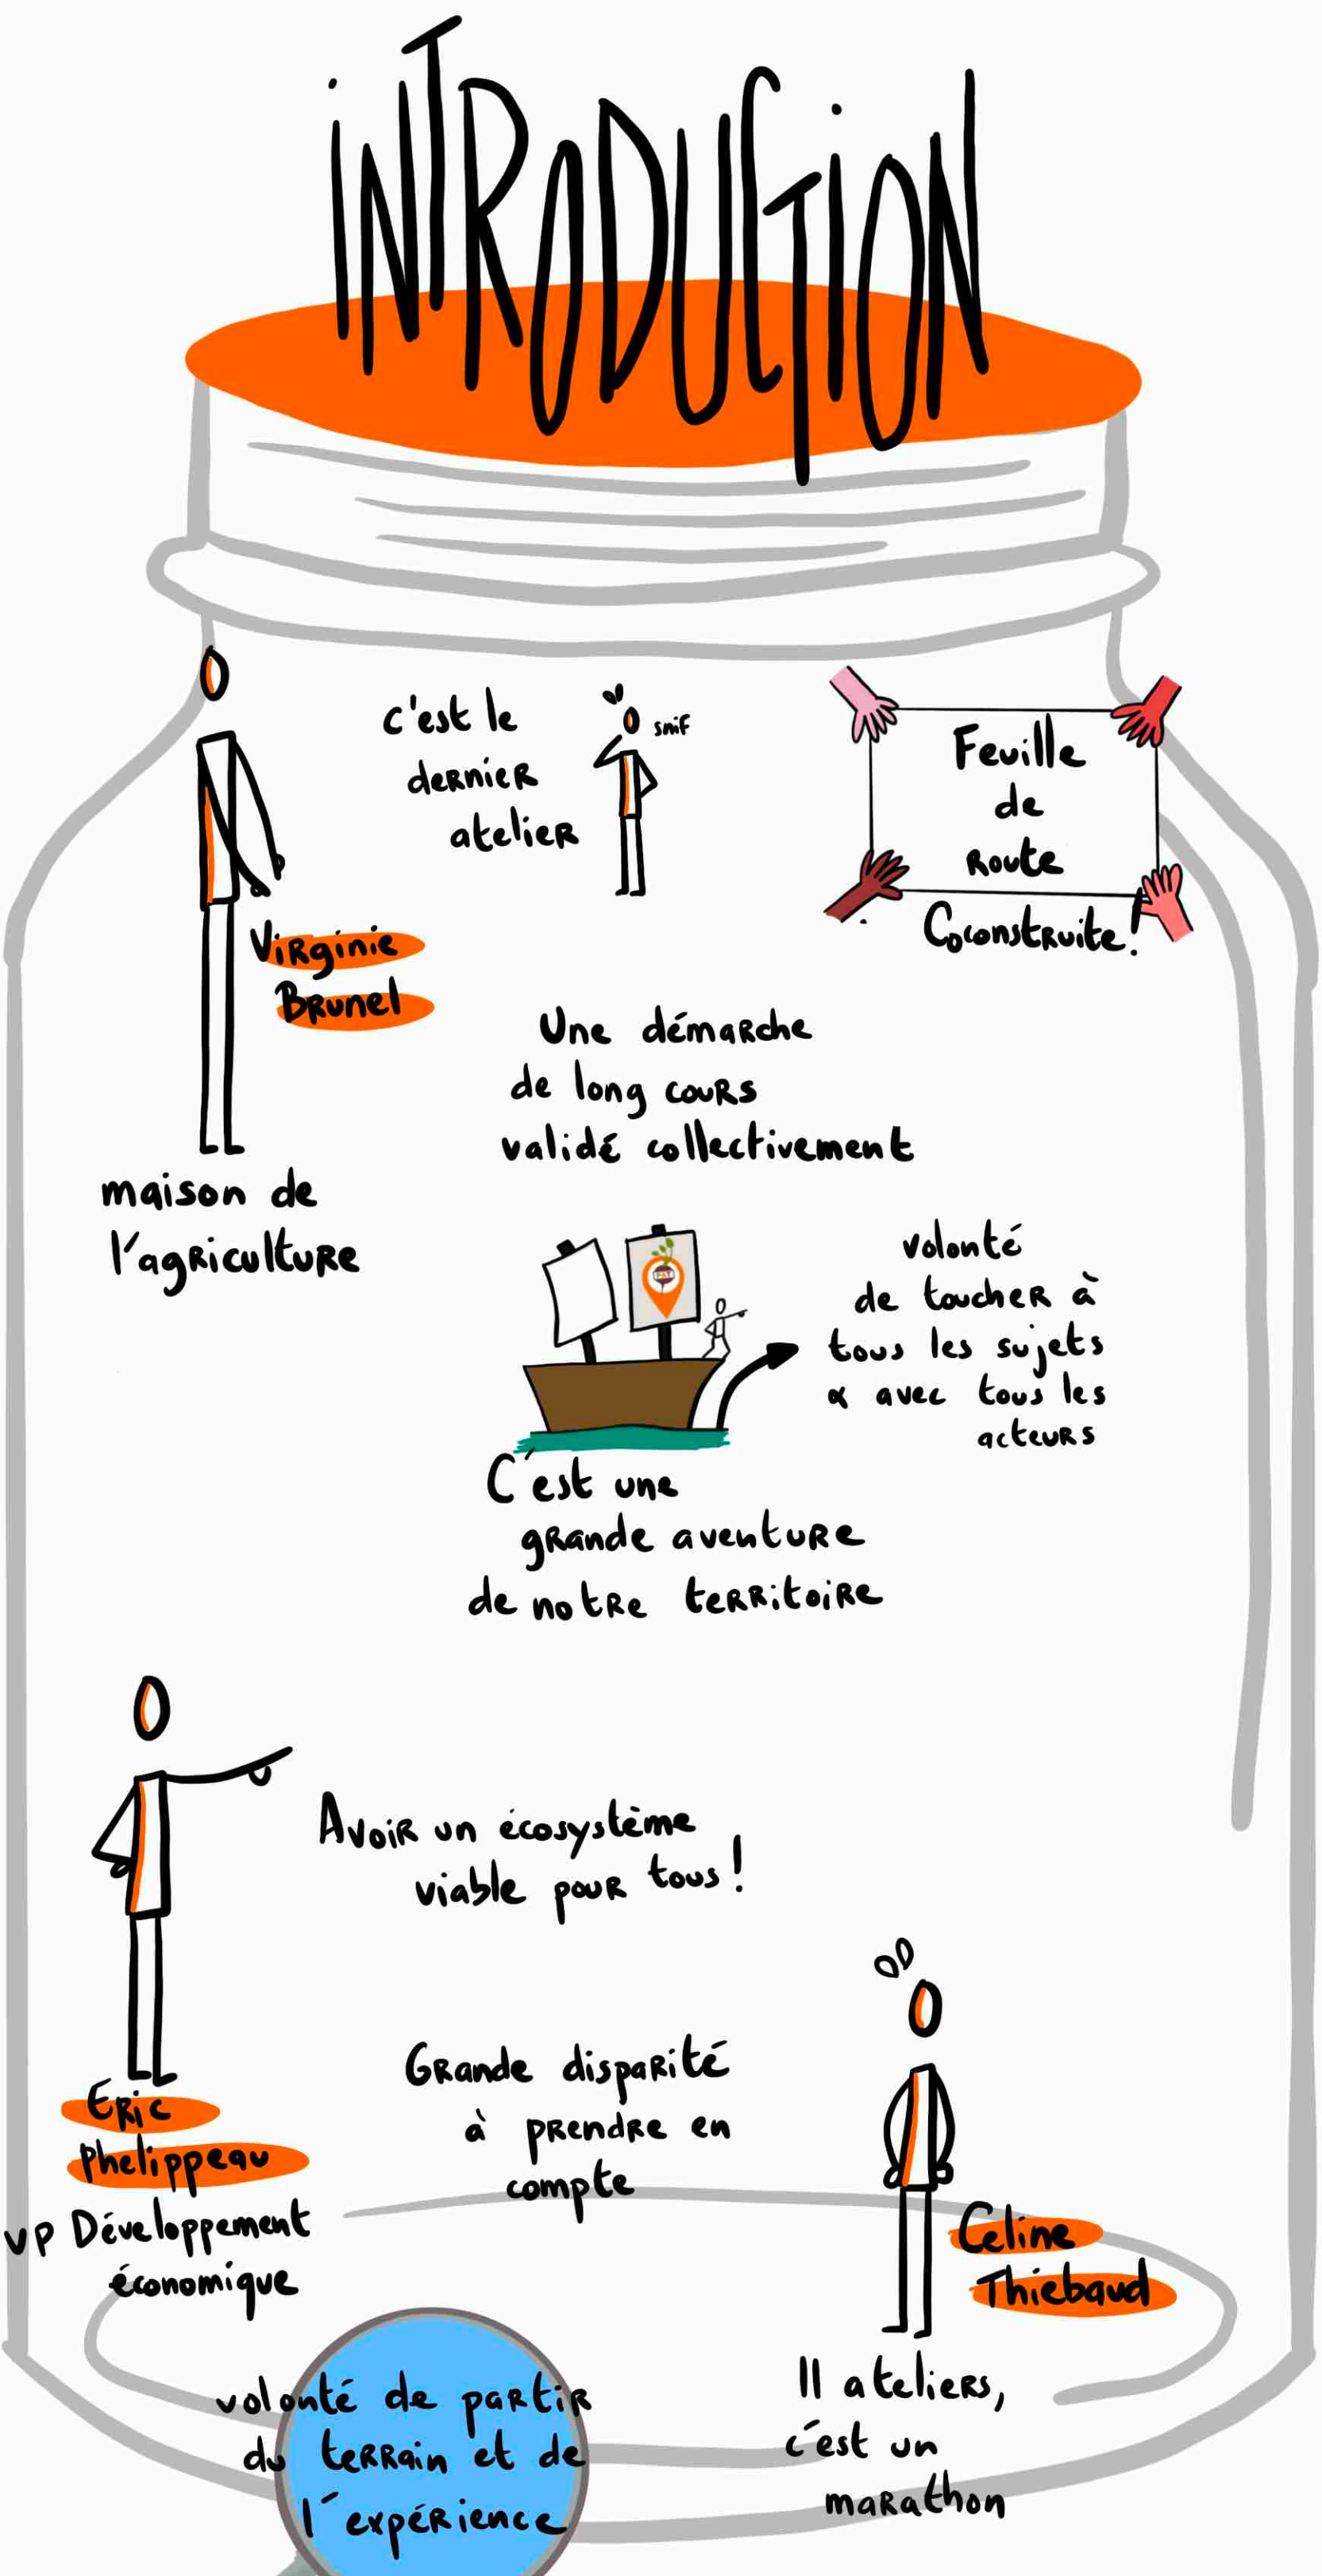 iNTRODUCTiON
c'est le
dernier
atelier
snif
Feuille
de
Route
Coconstruite!
Virginie
Brunel
maison de
l'agriculture
Une démarche
de long cours
validé collectivement
PAT
volonté
de toucher à
tous les sujets
& avec tous les
acteurs
C'est une
grande aventure
de notre territoire
Avoir un écosystème
viable pour tous!
Eric
Phelippeau
VP Développement
économique
Grande disparité
à prendre en
compte
Celine
Thiebaud
11 ateliers,
c'est un
marathon
volonté de partir
du terrain et de
l'expérience